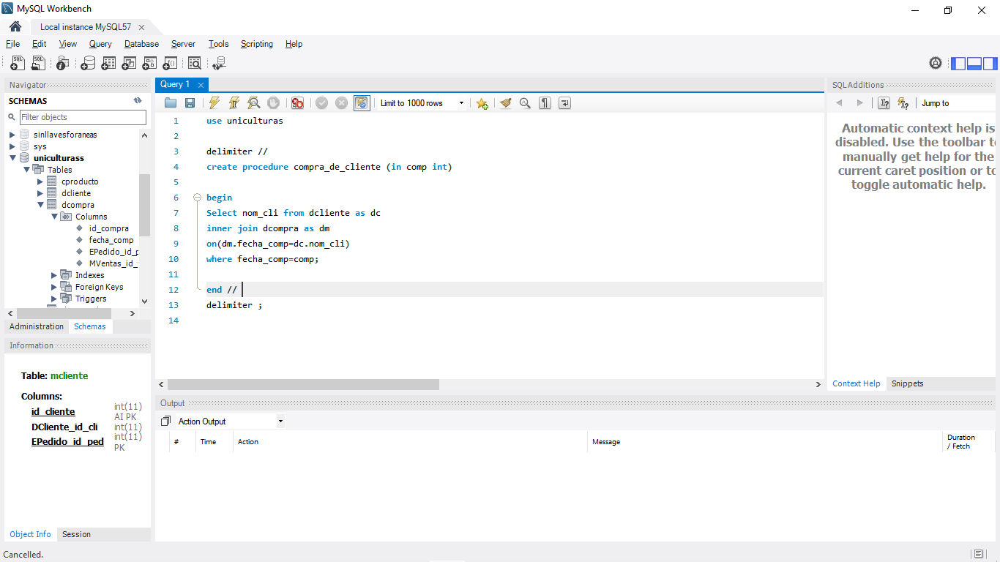 MySQL Workbench
Local instance MySQL57
File Edit View Query Database Server Tools Scripting Help
Navigator
SCHEMAS
Filter objects
sinllavesforaneas
sys
uniculturass
Tables
cproducto
dcliente
dcompra
Columns
id_compra
fecha_comp
EPedido_id_p
MVentas_id_
Indexes
Foreign Keys
Triggers
Administration Schemas
Information
Table: mcliente
Columns:
id_cliente int(11) AI PK
DCliente_id_cli int(11)
EPedido_id_ped int(11) PK
Object Info Session
Query 1
Limit to 1000 rows
1 use uniculturas
2
3 delimiter //
4 create procedure compra_de_cliente (in comp int)
5
6 begin
7 Select nom_cli from dcliente as dc
8 inner join dcompra as dm
9 on(dm.fecha_comp=dc.nom_cli)
10 where fecha_comp=comp;
11
12 end //
13 delimiter ;
14
Output
Action Output
# Time Action Message Duration / Fetch
SQLAdditions
Jump to
Automatic context help is
disabled. Use the toolbar to
manually get help for the
current caret position or to
toggle automatic help.
Context Help Snippets
Cancelled.